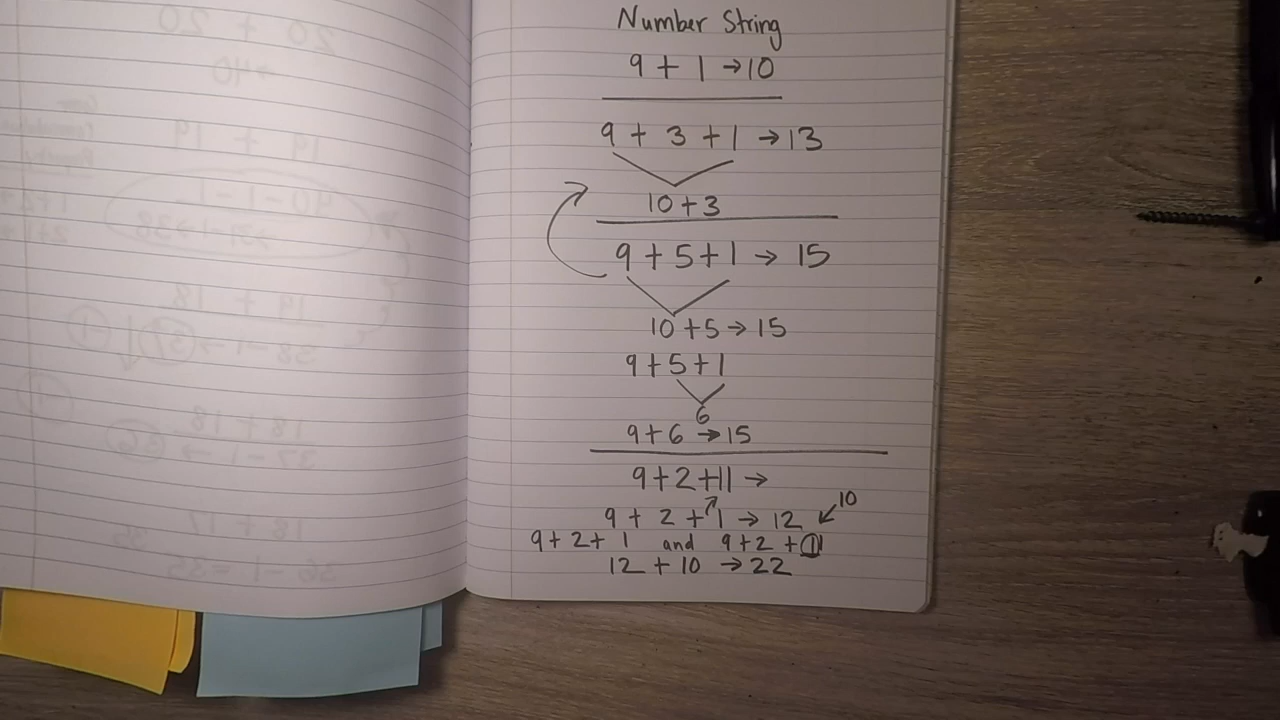 Number String
9 + 1 → 10
9 + 3 + 1 → 13
10 + 3
9 + 5 + 1 → 15
10 + 5 → 15
9 + 5 + 1
6
9 + 6 → 15
9 + 2 + 11 →
10
9 + 2 + 1 → 12
9 + 2 + 1 and 9 + 2 + 11
12 + 10 → 22